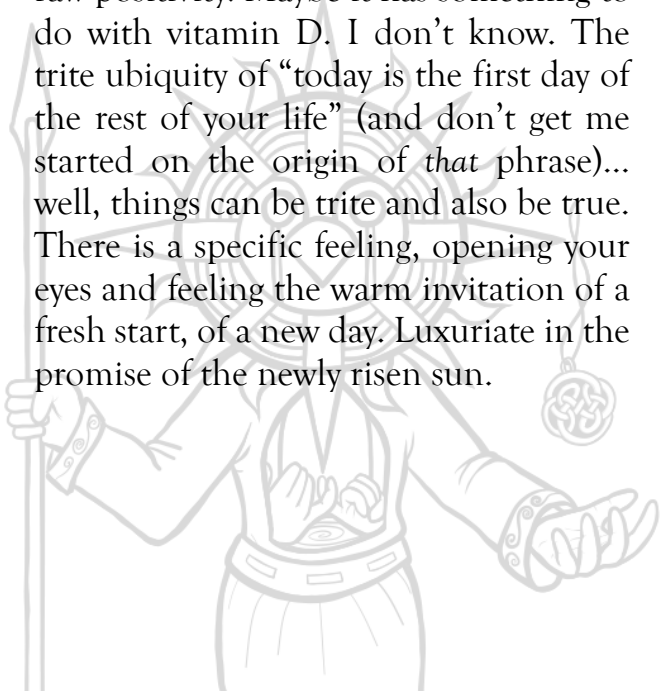 do with vitamin D. I don’t know. The
trite ubiquity of “today is the first day of
the rest of your life” (and don’t get me
started on the origin of that phrase)...
well, things can be trite and also be true.
There is a specific feeling, opening your
eyes and feeling the warm invitation of a
fresh start, of a new day. Luxuriate in the
promise of the newly risen sun.